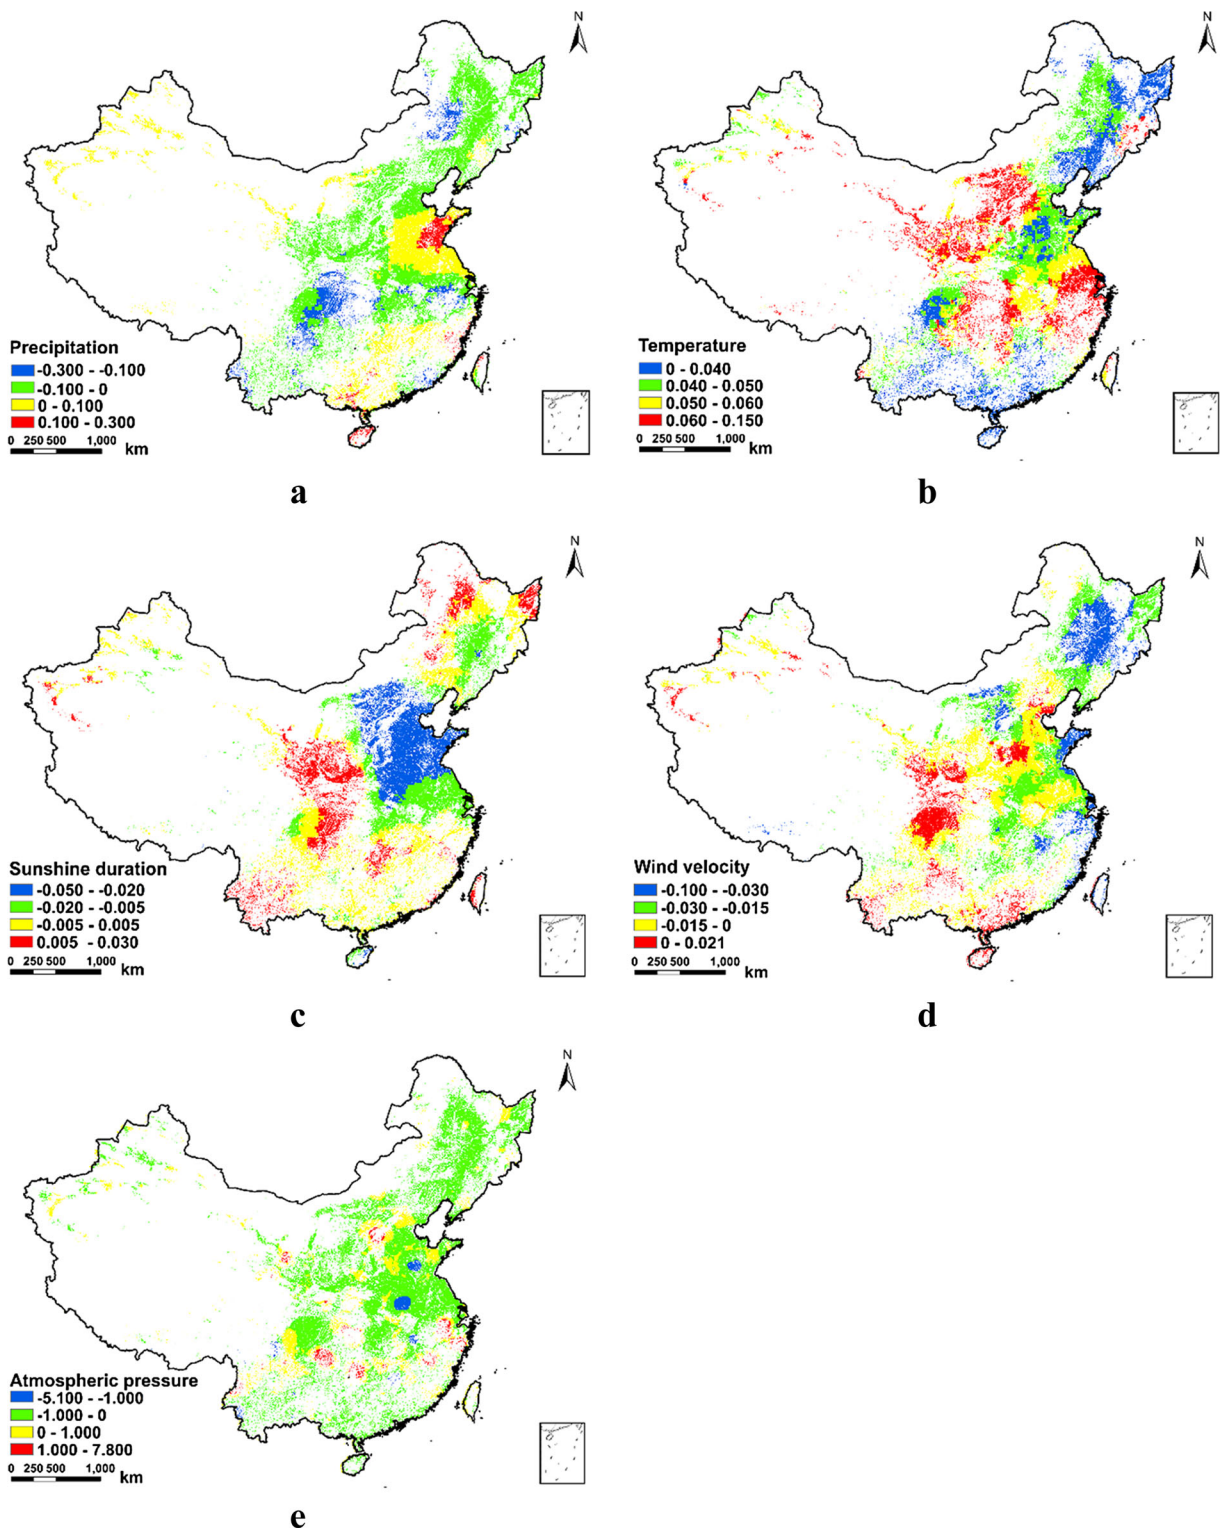 N
Precipitation
-0.300 - -0.100
-0.100 - 0
0 - 0.100
0.100 - 0.300
0 250 500 1,000
km
a
N
Temperature
0 - 0.040
0.040 - 0.050
0.050 - 0.060
0.060 - 0.150
0 250 500 1,000
km
b
N
Sunshine duration
-0.050 - -0.020
-0.020 - -0.005
-0.005 - 0.005
0.005 - 0.030
0 250 500 1,000
km
c
N
Wind velocity
-0.100 - -0.030
-0.030 - -0.015
-0.015 - 0
0 - 0.021
0 250 500 1,000
km
d
N
Atmospheric pressure
-5.100 - -1.000
-1.000 - 0
0 - 1.000
1.000 - 7.800
0 250 500 1,000
km
e